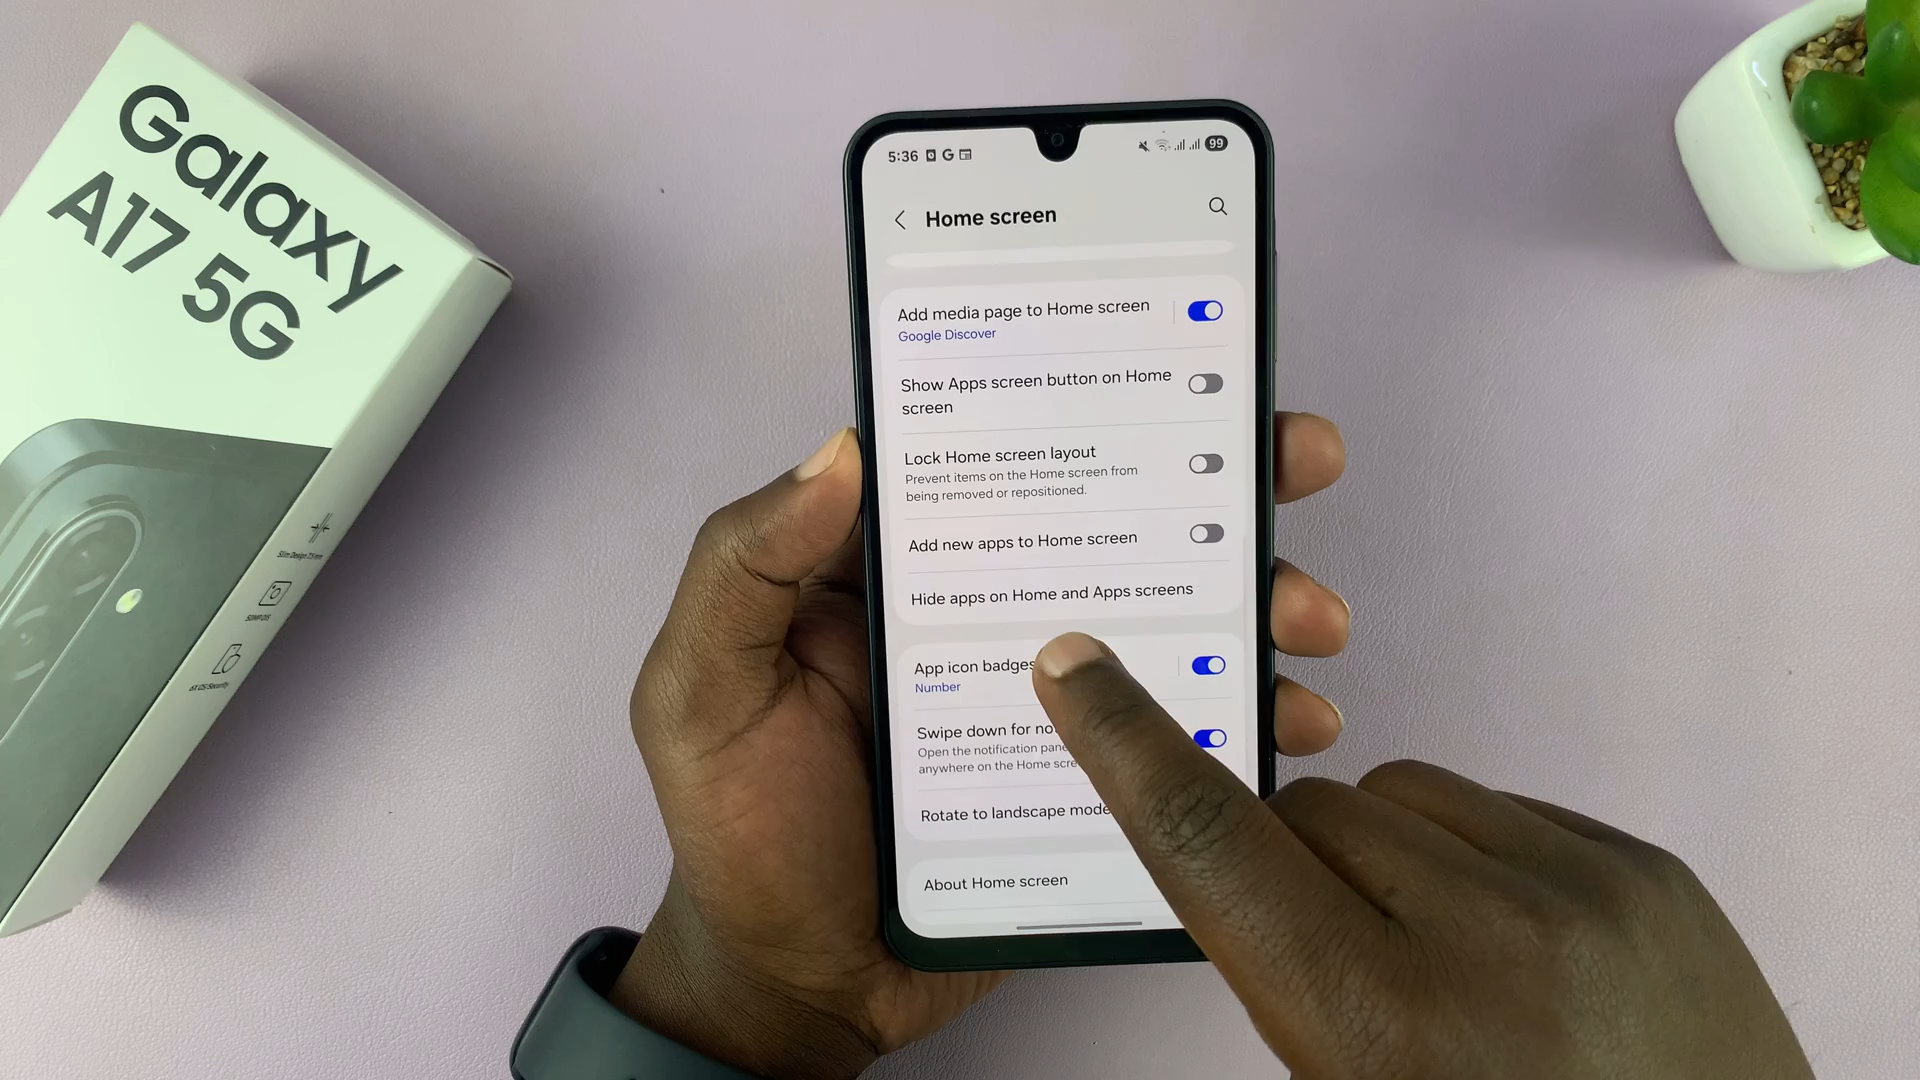 Galaxy
A17 5G
5:36
99
Home screen
Add media page to Home screen
Google Discover
Show Apps screen button on Home
screen
Lock Home screen layout
Prevent items on the Home screen from
being removed or repositioned.
Add new apps to Home screen
Hide apps on Home and Apps screens
App icon badges
Number
Swipe down for
Open the notification
anywhere on the Home
Rotate to landscape mode
About Home screen